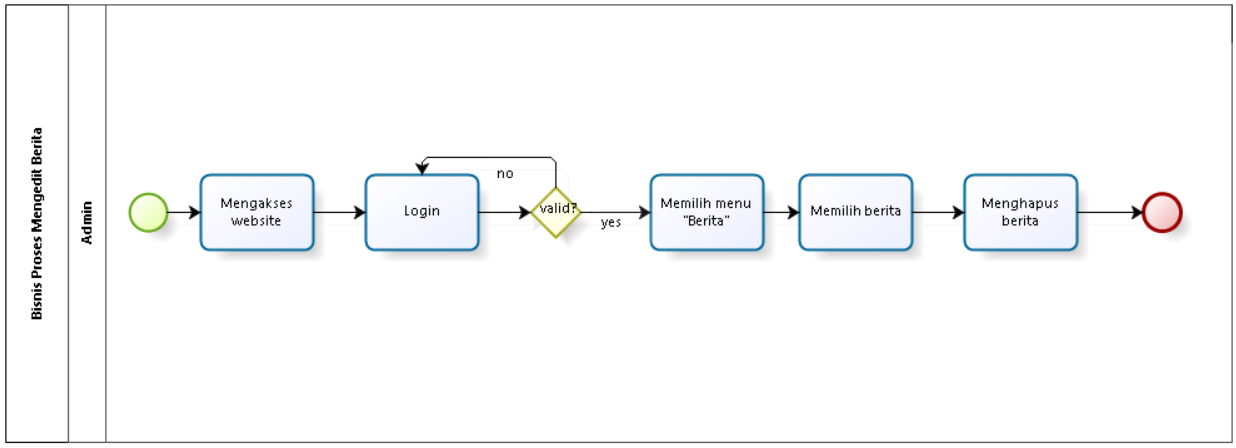 Bisnis Proses Mengedit Berita
Admin
Mengakses
website
Login
no
valid?
yes
Memilih menu
"Berita"
Memilih berita
Menghapus
berita